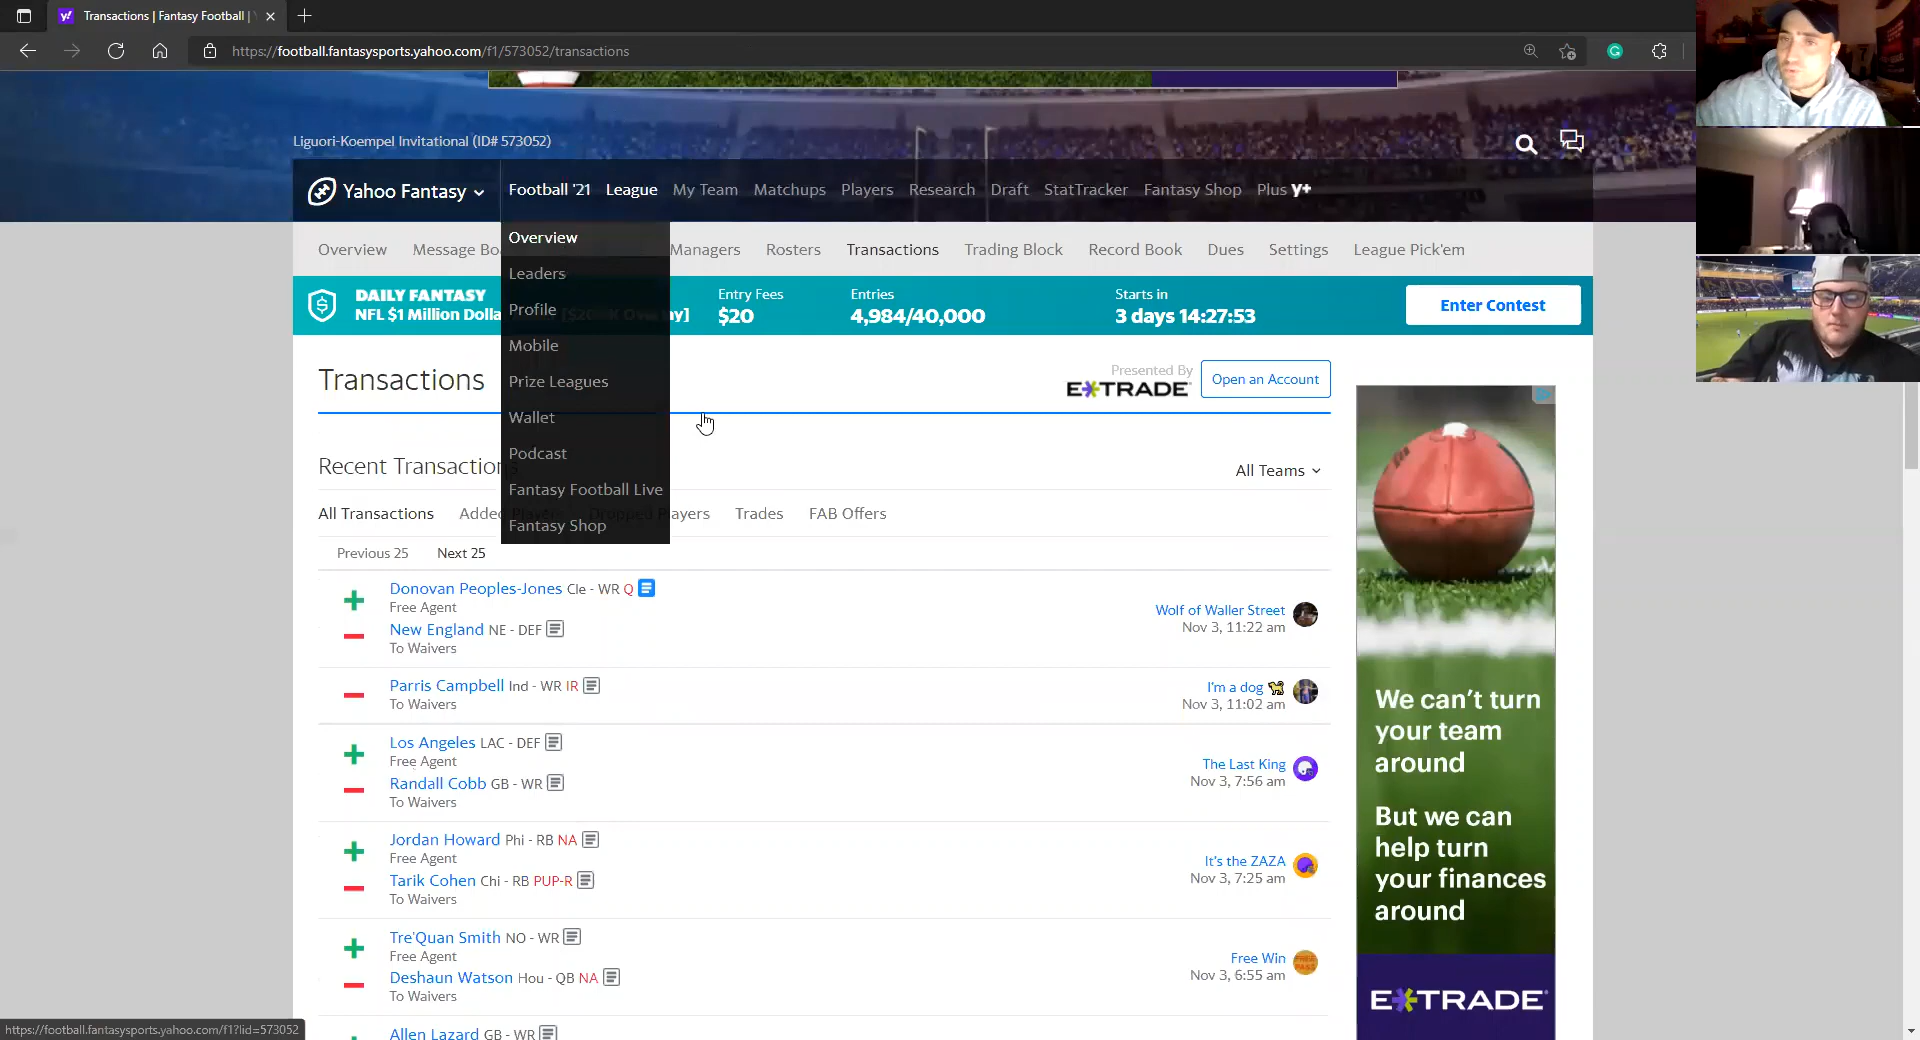 Transactions | Fantasy Football |
https://football.fantasysports.yahoo.com/f1/573052/transactions
Liguori-Koempel Invitational (ID# 573052)
Yahoo Fantasy
Football '21 League My Team Matchups Players Research Draft StatTracker Fantasy Shop Plus y+
Overview Message Managers Rosters Transactions Trading Block Record Book Dues Settings League Pick'em
Overview
Leaders
Profile
Mobile
Prize Leagues
Wallet
Podcast
Fantasy Football Live
Fantasy Shop
DAILY FANTASY
NFL $1 Million
Entry Fees
$20
Entries
4,984/40,000
Starts in
3 days 14:27:53
Enter Contest
Transactions
Presented By
E*TRADE
Open an Account
Recent Transactions
All Teams
All Transactions Added Players Dropped Players Trades FAB Offers
Previous 25 Next 25
Donovan Peoples-Jones Cle - WR Q
Free Agent
New England NE - DEF
To Waivers
Wolf of Waller Street
Nov 3, 11:22 am
Parris Campbell Ind - WR IR
To Waivers
I'm a dog
Nov 3, 11:02 am
Los Angeles LAC - DEF
Free Agent
Randall Cobb GB - WR
To Waivers
The Last King
Nov 3, 7:56 am
Jordan Howard Phi - RB NA
Free Agent
Tarik Cohen Chi - RB PUP-R
To Waivers
It's the ZAZA
Nov 3, 7:25 am
Tre'Quan Smith NO - WR
Free Agent
Deshaun Watson Hou - QB NA
To Waivers
Free Win
Nov 3, 6:55 am
Allen Lazard GB - WR
We can't turn
your team
around
But we can
help turn
your finances
around
E*TRADE
https://football.fantasysports.yahoo.com/f1?lid=573052